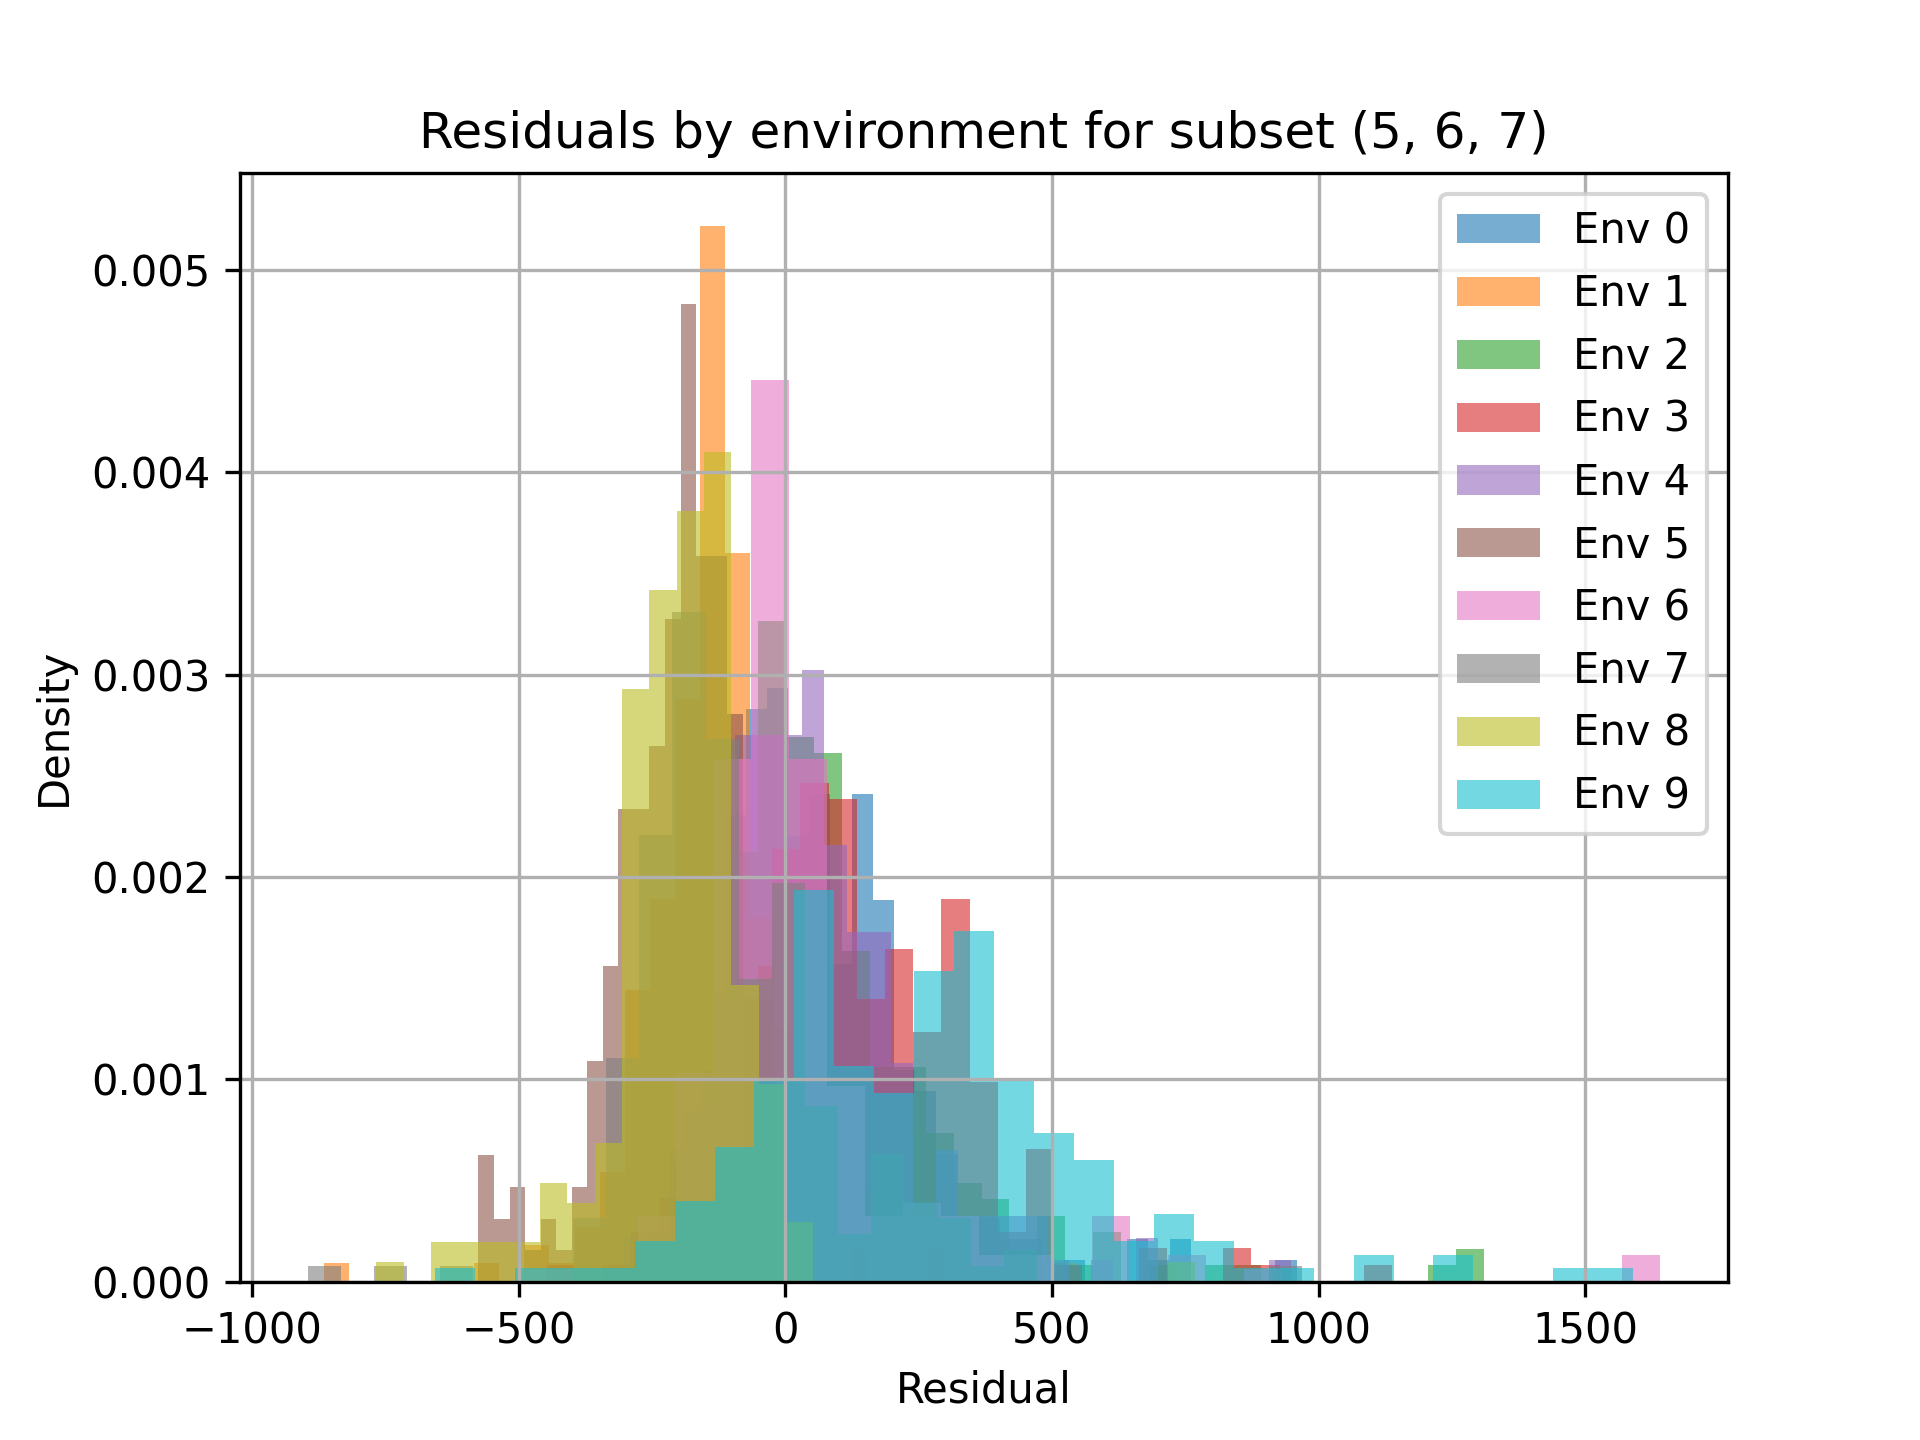 Residuals by environment for subset (5, 6, 7)
Env 0
Env 1
Env 2
Env 3
Env 4
Env 5
Env 6
Env 7
Env 8
Env 9
Density
0.005
0.004
0.003
0.002
0.001
0.000
−1000 −500 0 500 1000 1500
Residual